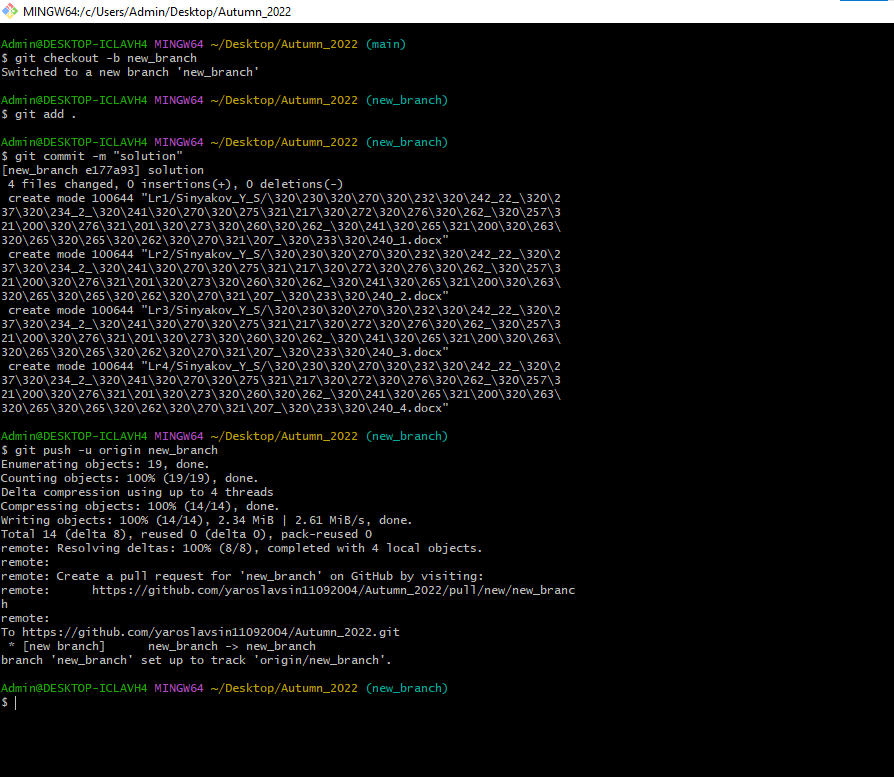 MINGW64:/c/Users/Admin/Desktop/Autumn_2022
Admin@DESKTOP-ICLAVH4 MINGW64 ~/Desktop/Autumn_2022 (main)
$ git checkout -b new_branch
Switched to a new branch 'new_branch'
Admin@DESKTOP-ICLAVH4 MINGW64 ~/Desktop/Autumn_2022 (new_branch)
$ git add .
Admin@DESKTOP-ICLAVH4 MINGW64 ~/Desktop/Autumn_2022 (new_branch)
$ git commit -m "solution"
[new_branch e177a93] solution
 4 files changed, 0 insertions(+), 0 deletions(-)
 create mode 100644 "Lr1/Sinyakov_Y_S/\320\230\320\270\320\232\320\242_22_\320\2
37\320\234_2_\320\241\320\270\320\275\321\217\320\272\320\276\320\262_\320\257\3
21\200\320\276\321\201\320\273\320\260\320\262_\320\241\320\265\321\200\320\263\
320\265\320\265\320\262\320\270\321\207_\320\233\320\240_1.docx"
 create mode 100644 "Lr2/Sinyakov_Y_S/\320\230\320\270\320\232\320\242_22_\320\2
37\320\234_2_\320\241\320\270\320\275\321\217\320\272\320\276\320\262_\320\257\3
21\200\320\276\321\201\320\273\320\260\320\262_\320\241\320\265\321\200\320\263\
320\265\320\265\320\262\320\270\321\207_\320\233\320\240_2.docx"
 create mode 100644 "Lr3/Sinyakov_Y_S/\320\230\320\270\320\232\320\242_22_\320\2
37\320\234_2_\320\241\320\270\320\275\321\217\320\272\320\276\320\262_\320\257\3
21\200\320\276\321\201\320\273\320\260\320\262_\320\241\320\265\321\200\320\263\
320\265\320\265\320\262\320\270\321\207_\320\233\320\240_3.docx"
 create mode 100644 "Lr4/Sinyakov_Y_S/\320\230\320\270\320\232\320\242_22_\320\2
37\320\234_2_\320\241\320\270\320\275\321\217\320\272\320\276\320\262_\320\257\3
21\200\320\276\321\201\320\273\320\260\320\262_\320\241\320\265\321\200\320\263\
320\265\320\265\320\262\320\270\321\207_\320\233\320\240_4.docx"
Admin@DESKTOP-ICLAVH4 MINGW64 ~/Desktop/Autumn_2022 (new_branch)
$ git push -u origin new_branch
Enumerating objects: 19, done.
Counting objects: 100% (19/19), done.
Delta compression using up to 4 threads
Compressing objects: 100% (14/14), done.
Writing objects: 100% (14/14), 2.34 MiB | 2.61 MiB/s, done.
Total 14 (delta 8), reused 0 (delta 0), pack-reused 0
remote: Resolving deltas: 100% (8/8), completed with 4 local objects.
remote:
remote: Create a pull request for 'new_branch' on GitHub by visiting:
remote:      https://github.com/yaroslavsin11092004/Autumn_2022/pull/new/new_branc
h
remote:
To https://github.com/yaroslavsin11092004/Autumn_2022.git
 * [new branch]      new_branch -> new_branch
branch 'new_branch' set up to track 'origin/new_branch'.
Admin@DESKTOP-ICLAVH4 MINGW64 ~/Desktop/Autumn_2022 (new_branch)
$